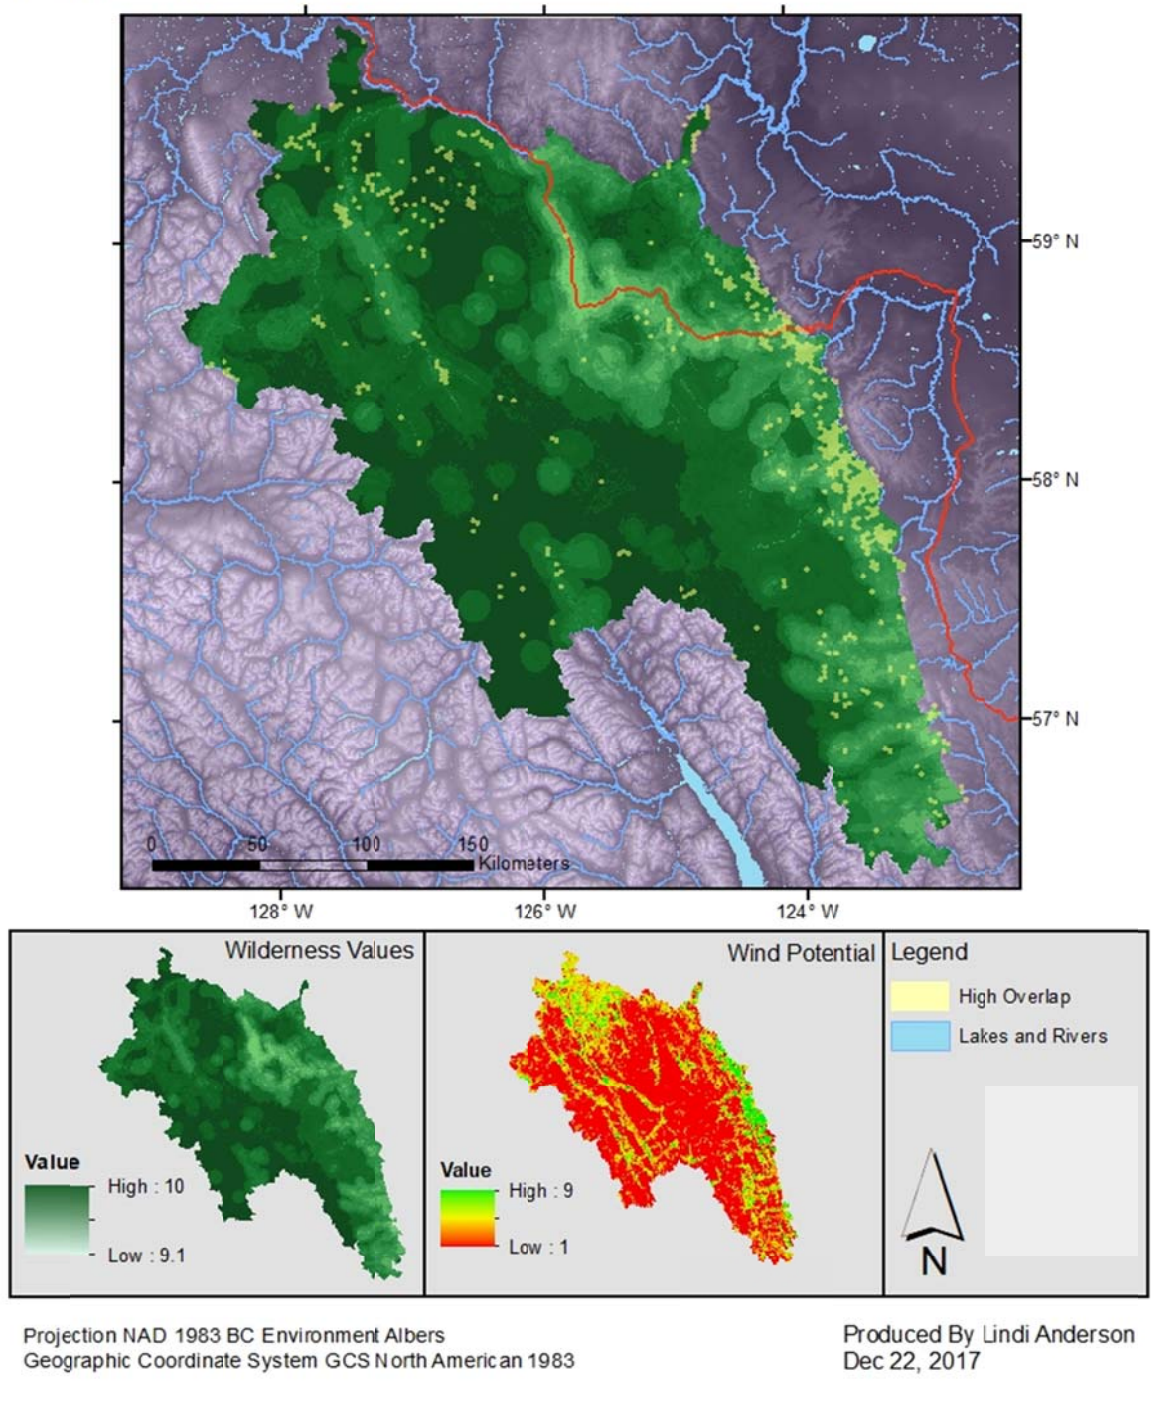 59° N
58° N
57° N
0 50 100 150
Kilometers
128° W 126° W 124° W
Wilderness Values
Value
High : 10
Low : 9.1
Wind Potential
Value
High : 9
Low : 1
Legend
High Overlap
Lakes and Rivers
N
Projection NAD 1983 BC Environment Albers
Geographic Coordinate System GCS North American 1983
Produced By Lindi Anderson
Dec 22, 2017